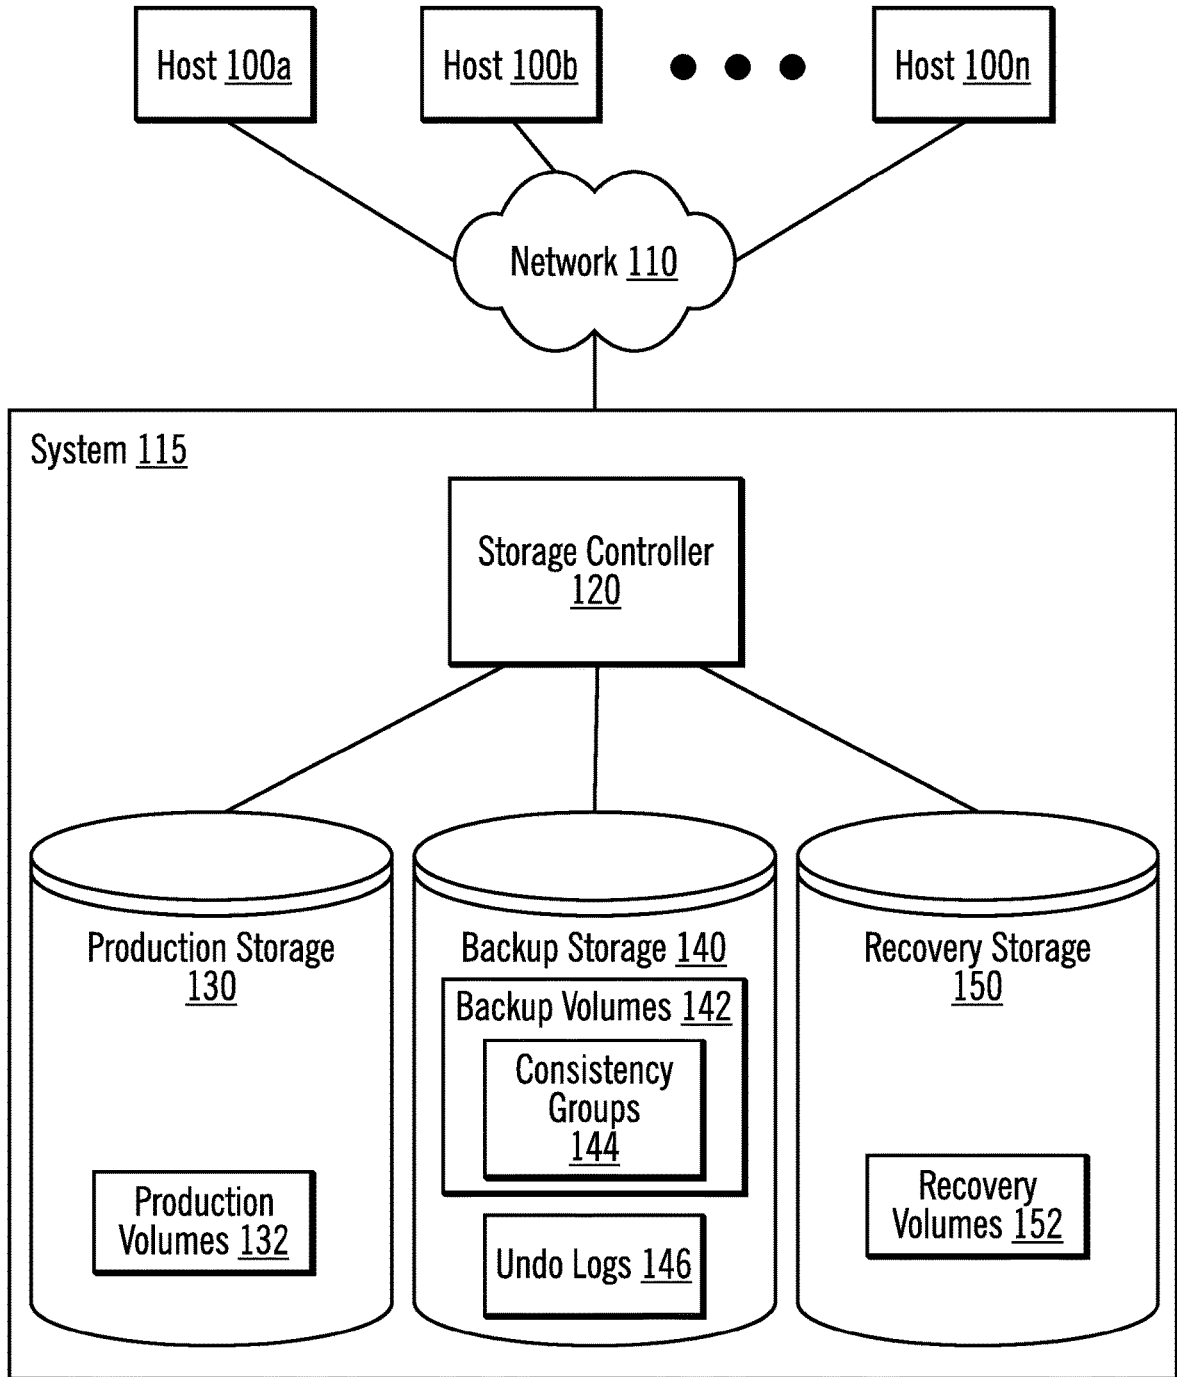 Host 100a
Host 100b
Host 100n
Network 110
System 115
Storage Controller
120
Production Storage
130
Production
Volumes 132
Backup Storage 140
Backup Volumes 142
Consistency
Groups
144
Undo Logs 146
Recovery Storage
150
Recovery
Volumes 152